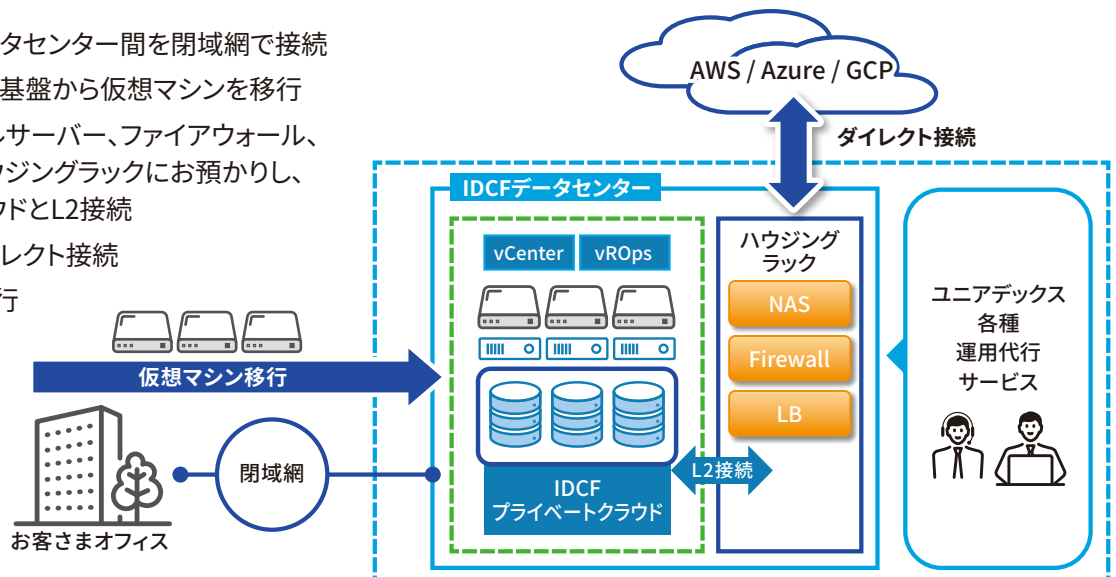 タセンター間を閉域網で接続
基盤から仮想マシンを移行
サーバー、ファイアウォール、
ジングラックにお預かりし、
ドとL2接続
レクト接続
行
AWS / Azure / GCP
ダイレクト接続
IDCFデータセンター
vCenter
vROps
ハウジング
ラック
NAS
Firewall
LB
仮想マシン移行
閉域網
お客さまオフィス
IDCF
プライベートクラウド
L2接続
ユニアデックス
各種
運用代行
サービス